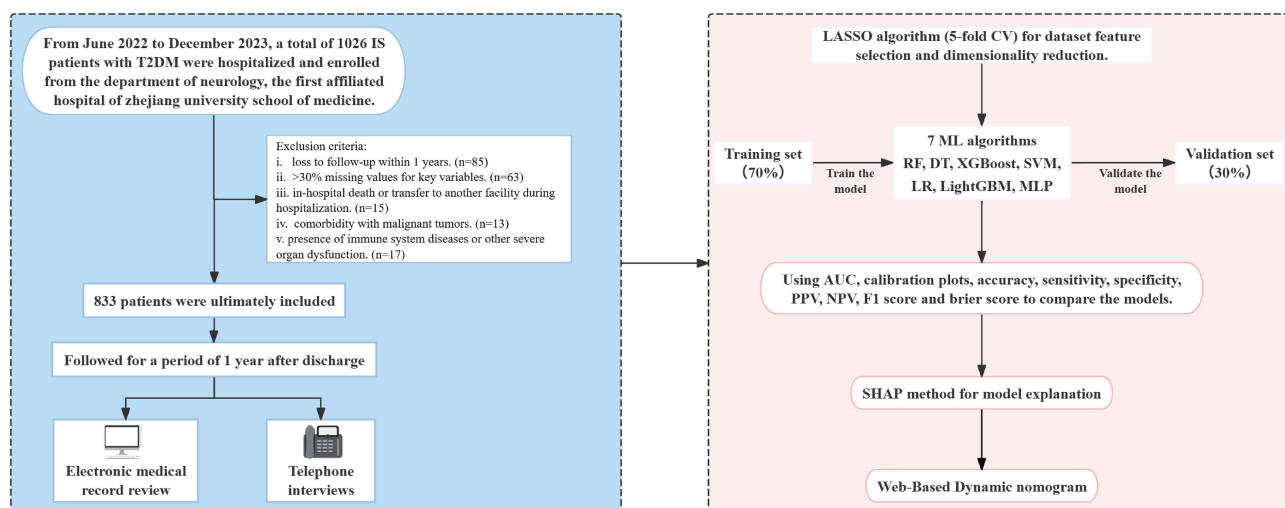 From June 2022 to December 2023, a total of 1026 IS
patients with T2DM were hospitalized and enrolled
from the department of neurology, the first affiliated
hospital of zhejiang university school of medicine.
Exclusion criteria:
i. loss to follow-up within 1 years. (n=85)
ii. >30% missing values for key variables. (n=63)
iii. in-hospital death or transfer to another facility during
hospitalization. (n=15)
iv. comorbidity with malignant tumors. (n=13)
v. presence of immune system diseases or other severe
organ dysfunction. (n=17)
833 patients were ultimately included
Followed for a period of 1 year after discharge
Electronic medical
record review
Telephone
interviews
LASSO algorithm (5-fold CV) for dataset feature
selection and dimensionality reduction.
Training set
(70%)
Train the
model
7 ML algorithms
RF, DT, XGBoost, SVM,
LR, LightGBM, MLP
Validate the
model
Validation set
(30%)
Using AUC, calibration plots, accuracy, sensitivity, specificity,
PPV, NPV, F1 score and brier score to compare the models.
SHAP method for model explanation
Web-Based Dynamic nomogram